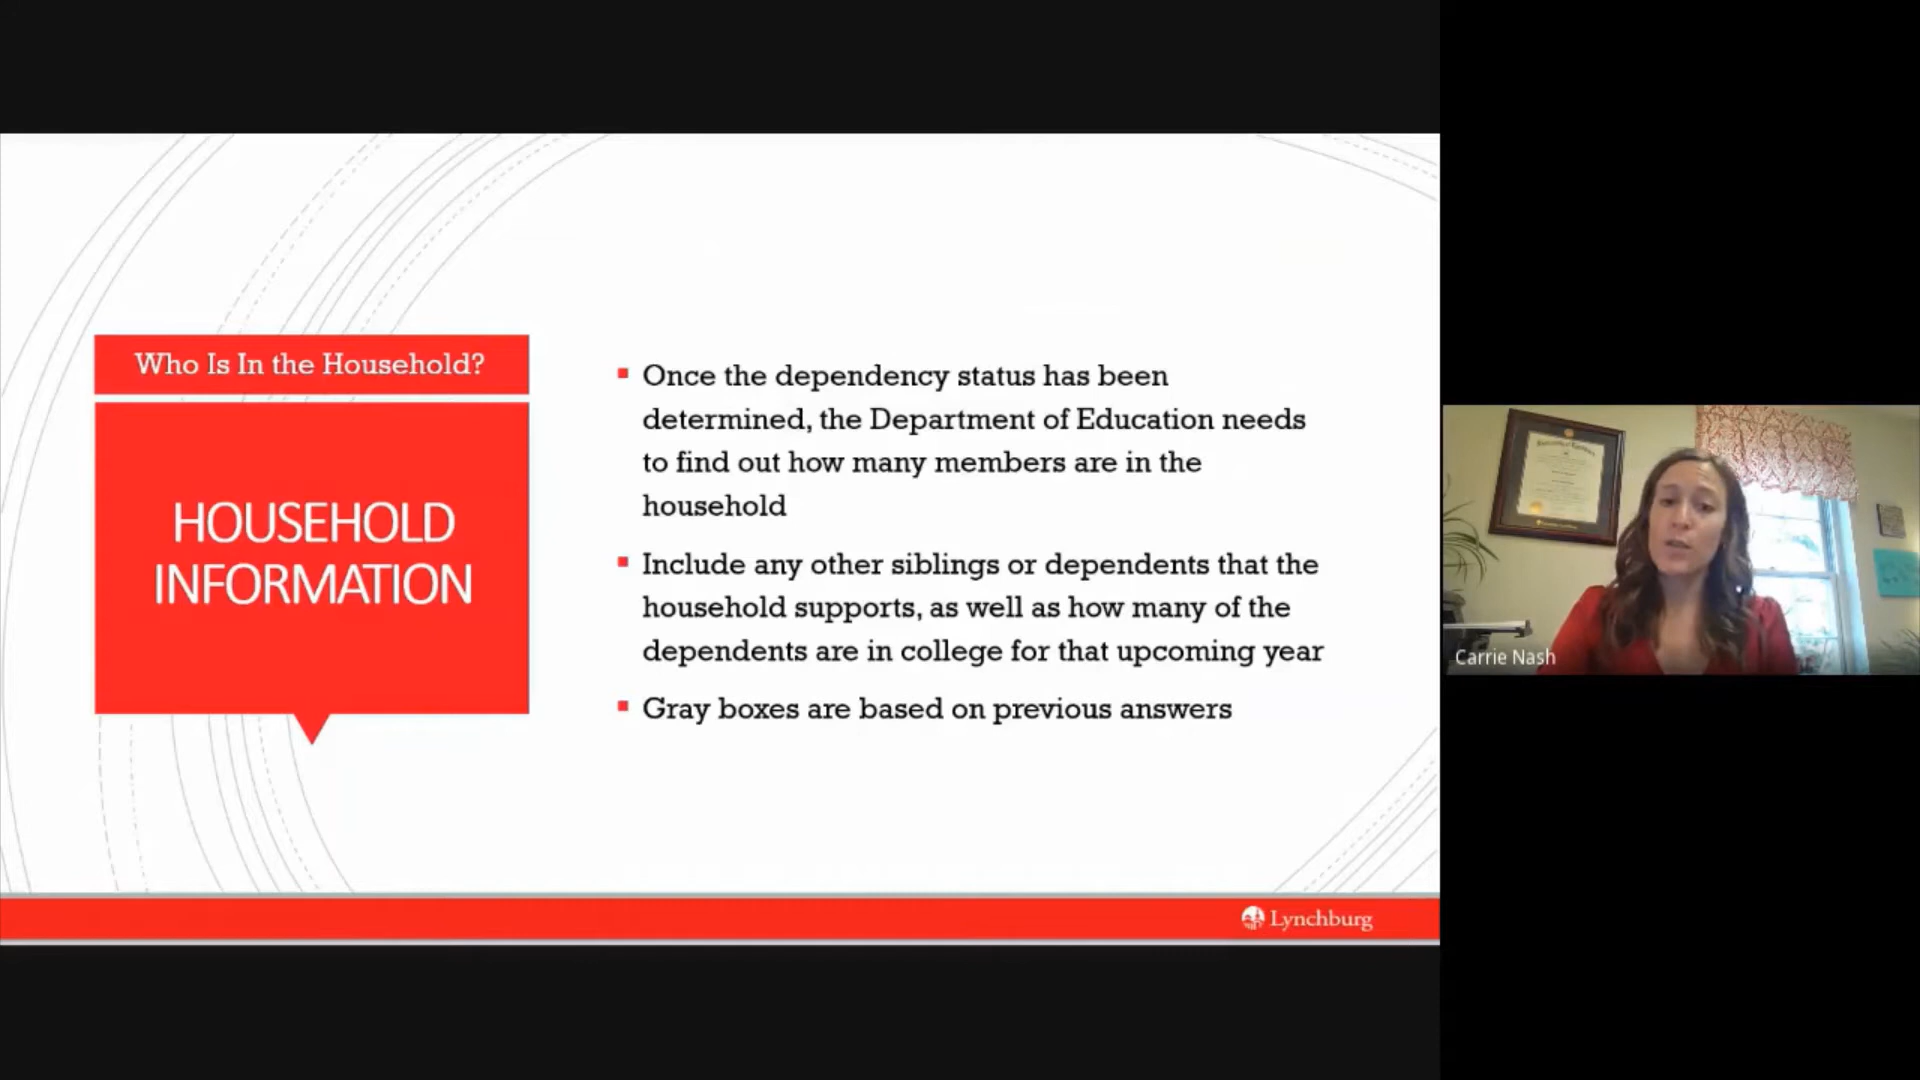 Who Is In the Household?
HOUSEHOLD
INFORMATION
Once the dependency status has been
determined, the Department of Education needs
to find out how many members are in the
household
Include any other siblings or dependents that the
household supports, as well as how many of the
dependents are in college for that upcoming year
Gray boxes are based on previous answers
Lynchburg
Carrie Nash